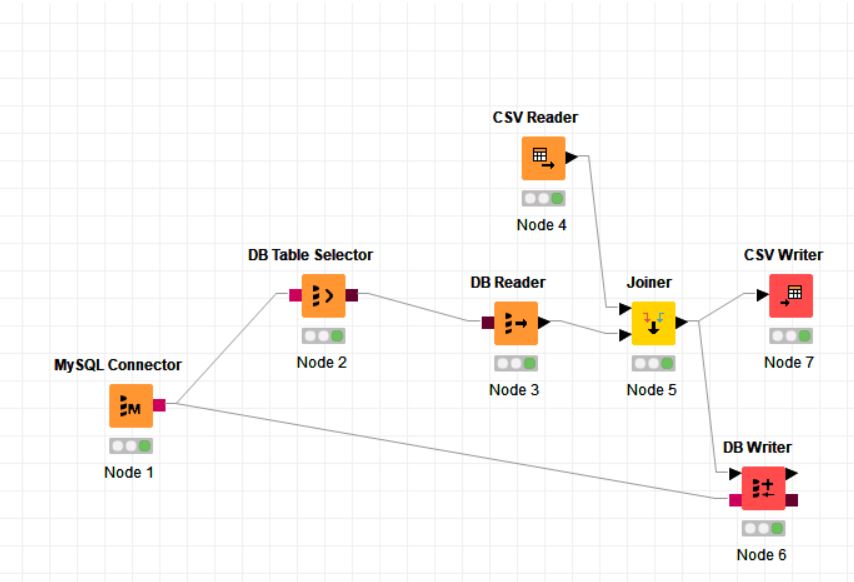 CSV Reader
Node 4
DB Table Selector
Node 2
DB Reader
Node 3
Joiner
Node 5
CSV Writer
Node 7
MySQL Connector
M
Node 1
DB Writer
Node 6